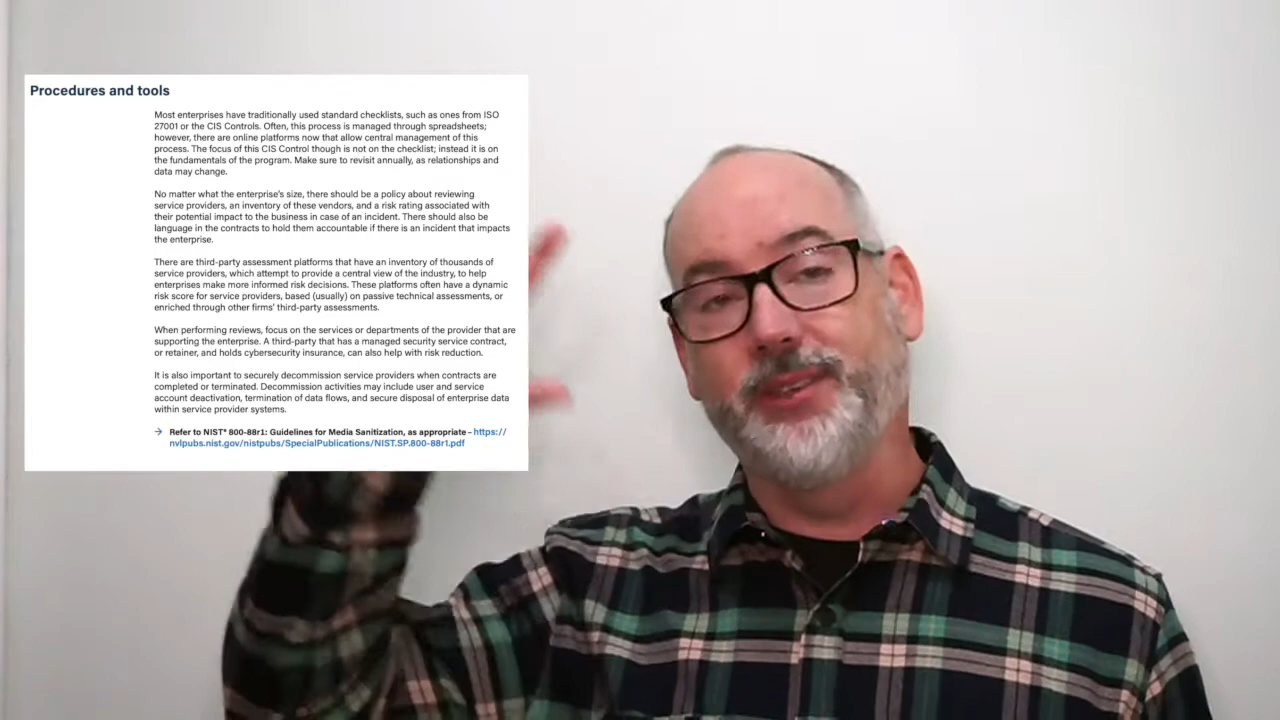 Procedures and tools
Most enterprises have traditionally used standard checklists, such as ones from ISO
27001 or the CIS Controls. Often, this process is managed through spreadsheets;
however, there are online platforms now that allow central management of this
process. The focus of this CIS Control though is not on the checklist; instead it is on
the fundamentals of the program. Make sure to revisit annually, as relationships and
data may change.
No matter what the enterprise's size, there should be a policy about reviewing
service providers, an inventory of these vendors, and a risk rating associated with
their potential impact to the business in case of an incident. There should also be
language in the contracts to hold them accountable if there is an incident that impacts
the enterprise.
There are third-party assessment platforms that have an inventory of thousands of
service providers, which attempt to provide a central view of the industry, to help
enterprises make more informed risk decisions. These platforms often have a dynamic
risk score for service providers, based (usually) on passive technical assessments, or
enriched through other firms' third-party assessments.
When performing reviews, focus on the services or departments of the provider that are
supporting the enterprise. A third-party that has a managed security service contract,
or retainer, and holds cybersecurity insurance, can also help with risk reduction.
It is also important to securely decommission service providers when contracts are
completed or terminated. Decommission activities may include user and service
account deactivation, termination of data flows, and secure disposal of enterprise data
within service provider systems.
→ Refer to NIST® 800-88r1: Guidelines for Media Sanitization, as appropriate – https://
nvlpubs.nist.gov/nistpubs/SpecialPublications/NIST.SP.800-88r1.pdf